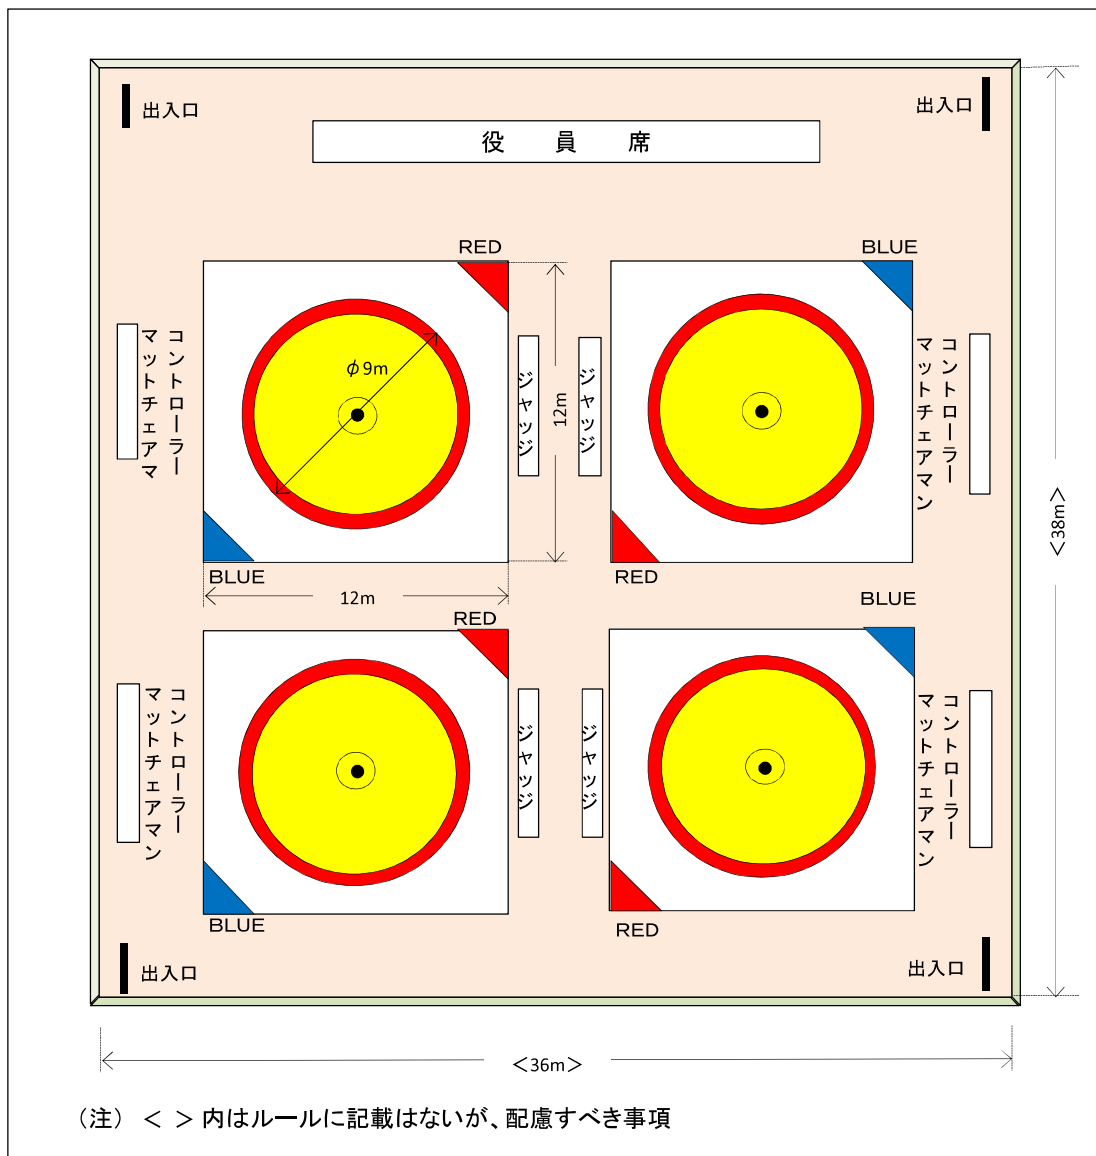 出入口
出入口
役 員 席
RED
BLUE
コントローラー
マットチェアマ
φ9m
ジャッジ
12m
ジャッジ
コントローラー
マットチェアマン
＜38m＞
BLUE
RED
12m
RED
BLUE
コントローラー
マットチェアマン
ジャッジ
ジャッジ
コントローラー
マットチェアマン
BLUE
RED
出入口
出入口
＜36m＞
（注） ＜ ＞ 内はルールに記載はないが、配慮すべき事項